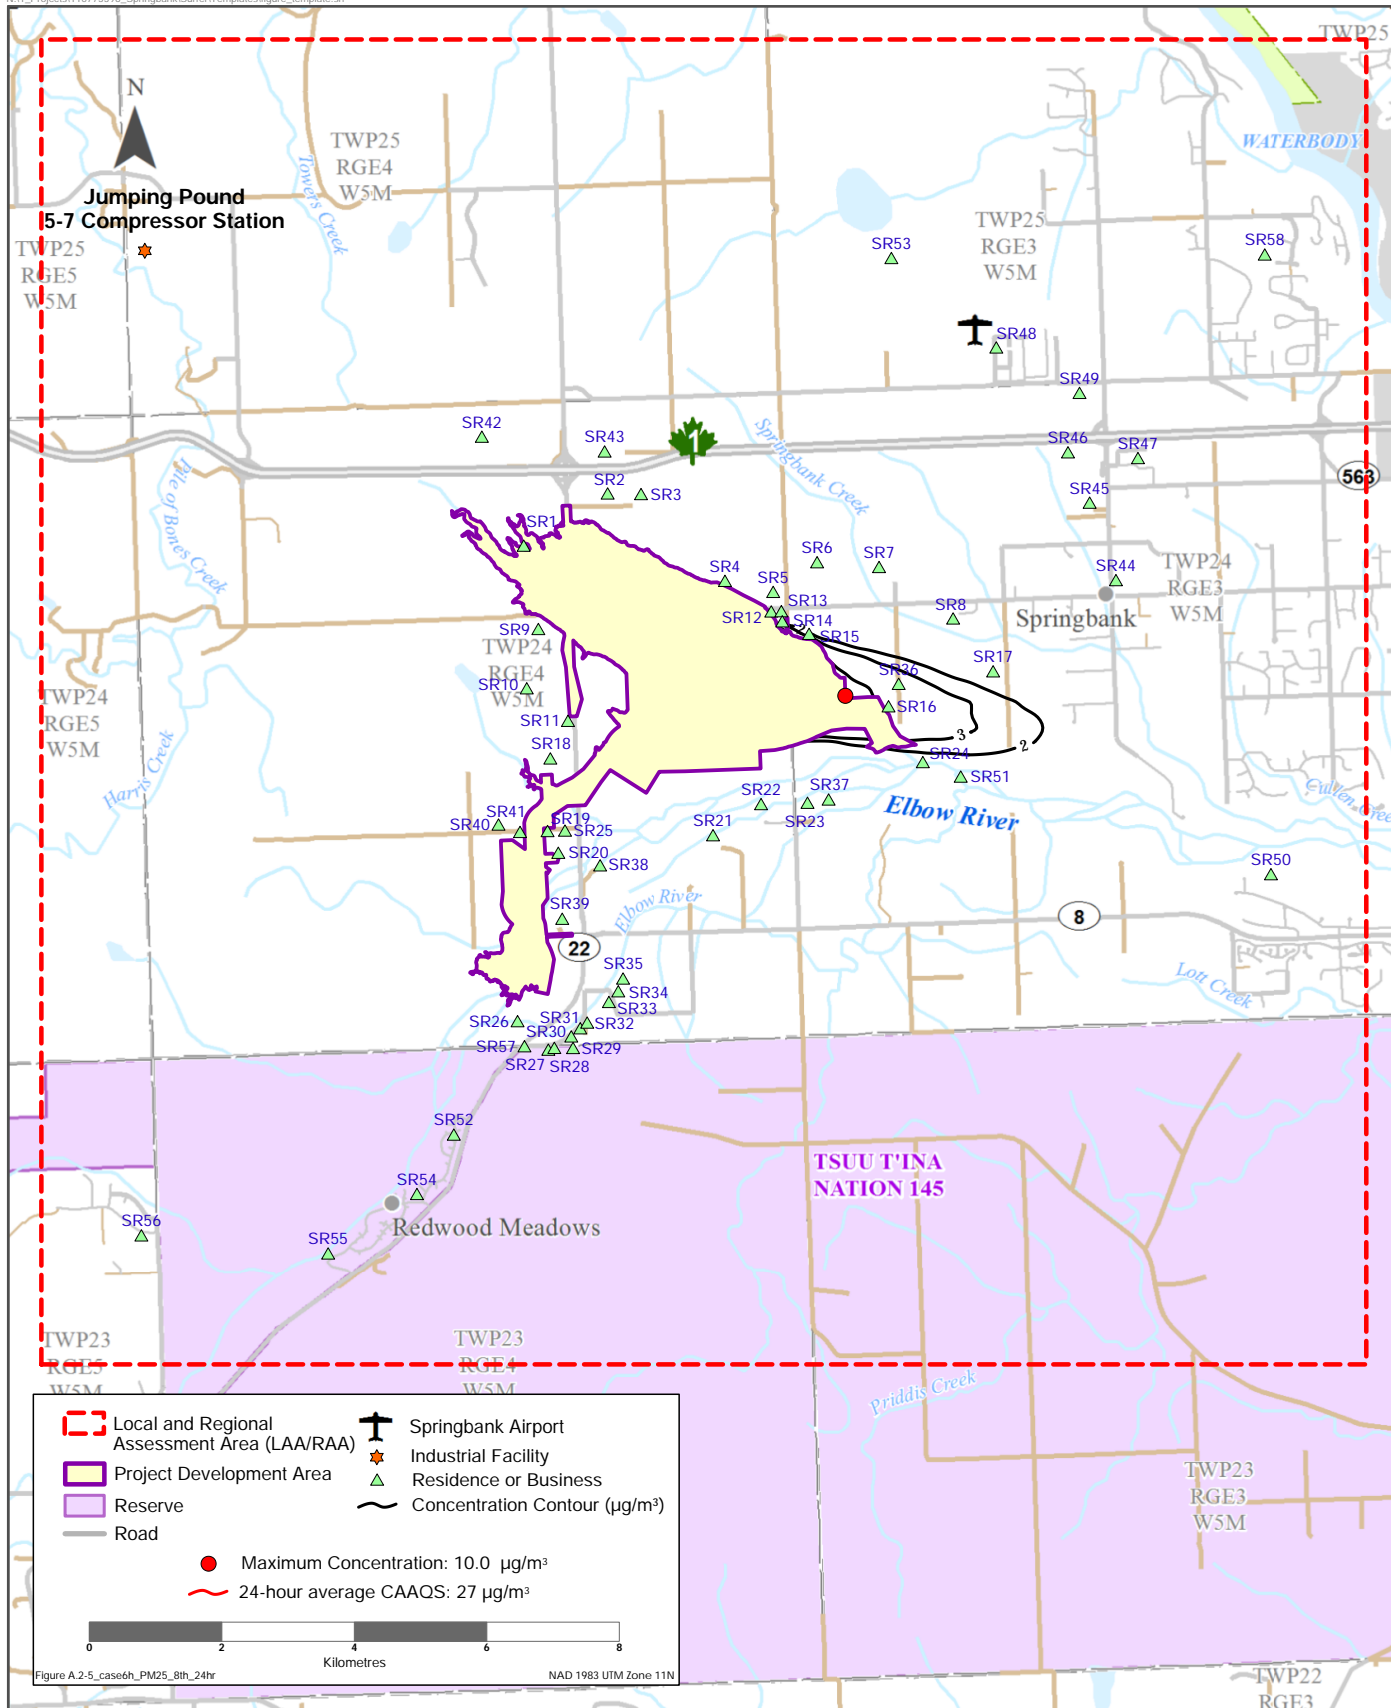 TWP25
N
TWP25
RGE4
W5M
Towers Creek
WATERBODY
Jumping Pound
5-7 Compressor Station
TWP25
RGE5
W5M
TWP25
RGE3
W5M
SR53
SR58
SR48
SR49
SR42
SR43
1
Springbank Creek
SR46
SR47
563
Pile of Bones Creek
SR2
SR3
SR45
SR1
SR6
SR7
SR4
SR5
SR44
TWP24
RGE3
W5M
SR13
SR12
SR14
SR15
SR8
Springbank
SR9
TWP24
RGE4
W5M
SR10
SR11
SR36
SR17
SR16
TWP24
RGE5
W5M
Harris Creek
SR18
3
2
SR24
SR51
Cullen Creek
SR22
SR37
SR23
Elbow River
SR41
SR40
SR19
SR25
SR21
SR20
SR38
SR50
Elbow River
SR39
22
8
SR35
SR34
SR33
Lott Creek
SR26
SR31
SR32
SR30
SR57
SR29
SR27
SR28
SR52
TSUU T'INA
NATION 145
SR54
Redwood Meadows
SR56
SR55
TWP23
RGE5
W5M
TWP23
RGE4
W5M
Priddis Creek
TWP23
RGE3
W5M
Local and Regional
Assessment Area (LAA/RAA)
Project Development Area
Reserve
Road
Springbank Airport
Industrial Facility
Residence or Business
Concentration Contour (µg/m³)
Maximum Concentration: 10.0 µg/m³
24-hour average CAAQS: 27 µg/m³
0 2 4 6 8
Kilometres
Figure A.2-5_case6h_PM25_8th_24hr
NAD 1983 UTM Zone 11N
TWP22
RGE3